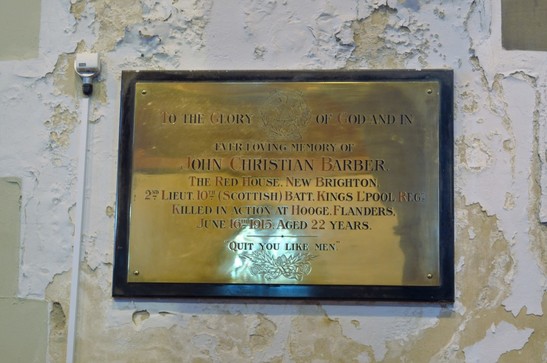 To the Glory of God and in
ever loving memory of
John Christian Barber
The Red House, New Brighton,
2nd Lieut. 10th (Scottish) Batt. Kings L'pool Reg.
Killed in action at Hooge, Flanders,
June 16th 1915, Aged 22 years.
"Quit you like men"